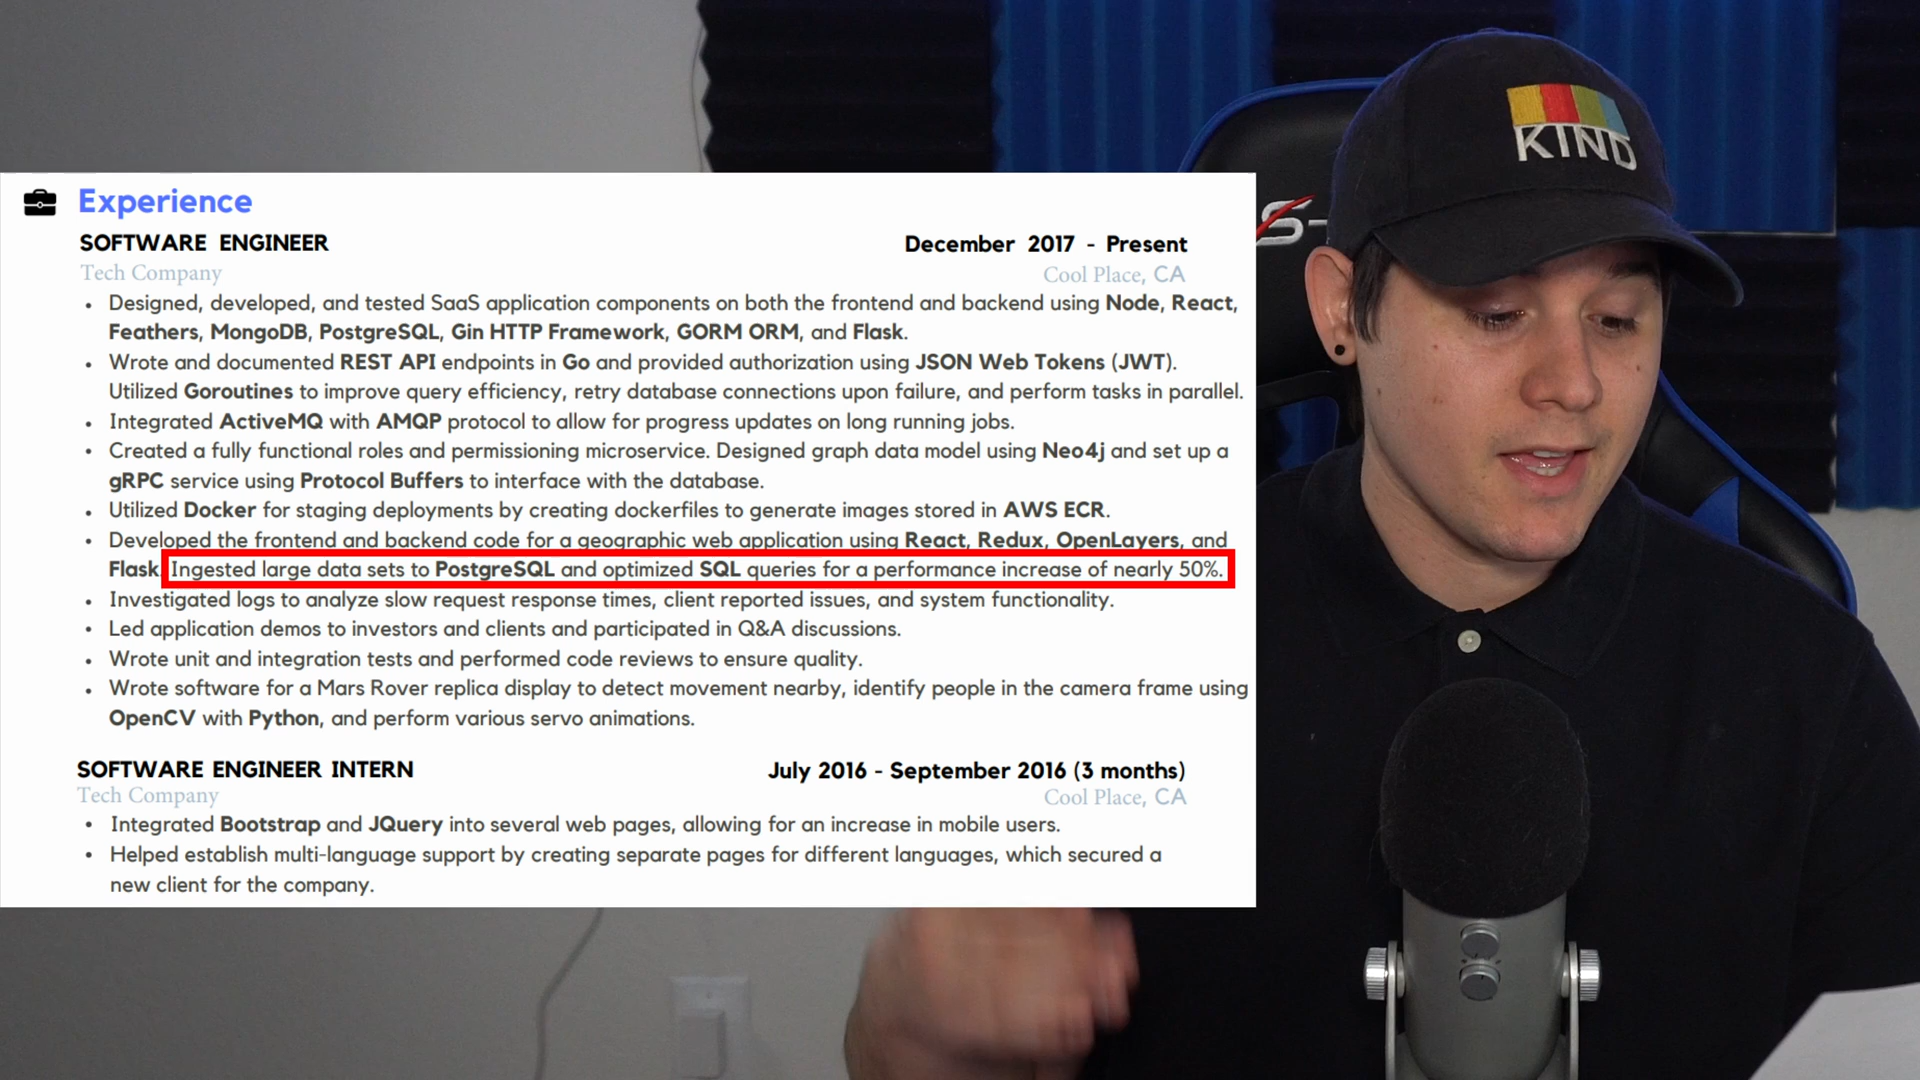 KIND
S-
Experience
SOFTWARE ENGINEER
December 2017 - Present
Tech Company
Cool Place, CA
• Designed, developed, and tested SaaS application components on both the frontend and backend using Node, React,
Feathers, MongoDB, PostgreSQL, Gin HTTP Framework, GORM ORM, and Flask.
• Wrote and documented REST API endpoints in Go and provided authorization using JSON Web Tokens (JWT).
Utilized Goroutines to improve query efficiency, retry database connections upon failure, and perform tasks in parallel.
• Integrated ActiveMQ with AMQP protocol to allow for progress updates on long running jobs.
• Created a fully functional roles and permissioning microservice. Designed graph data model using Neo4j and set up a
gRPC service using Protocol Buffers to interface with the database.
• Utilized Docker for staging deployments by creating dockerfiles to generate images stored in AWS ECR.
• Developed the frontend and backend code for a geographic web application using React, Redux, OpenLayers, and
Flask. Ingested large data sets to PostgreSQL and optimized SQL queries for a performance increase of nearly 50%.
• Investigated logs to analyze slow request response times, client reported issues, and system functionality.
• Led application demos to investors and clients and participated in Q&A discussions.
• Wrote unit and integration tests and performed code reviews to ensure quality.
• Wrote software for a Mars Rover replica display to detect movement nearby, identify people in the camera frame using
OpenCV with Python, and perform various servo animations.
SOFTWARE ENGINEER INTERN
July 2016 - September 2016 (3 months)
Tech Company
Cool Place, CA
• Integrated Bootstrap and JQuery into several web pages, allowing for an increase in mobile users.
• Helped establish multi-language support by creating separate pages for different languages, which secured a
new client for the company.